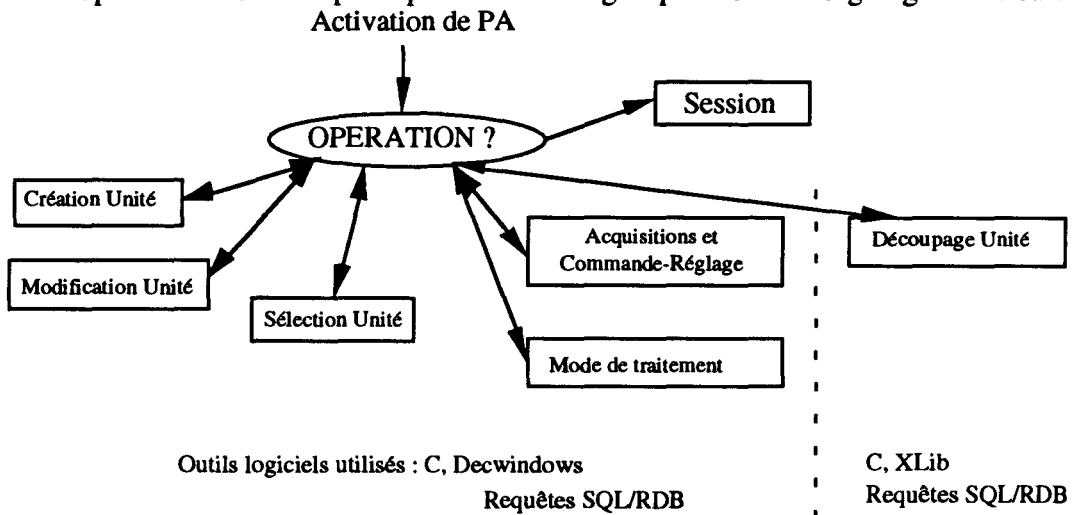 Activation de PA
OPERATION ?
Session
Création Unité
Modification Unité
Sélection Unité
Acquisitions et
Commande-Réglage
Mode de traitement
Découpage Unité
Outils logiciels utilisés : C, Decwindows
Requêtes SQL/RDB
C, XLib
Requêtes SQL/RDB